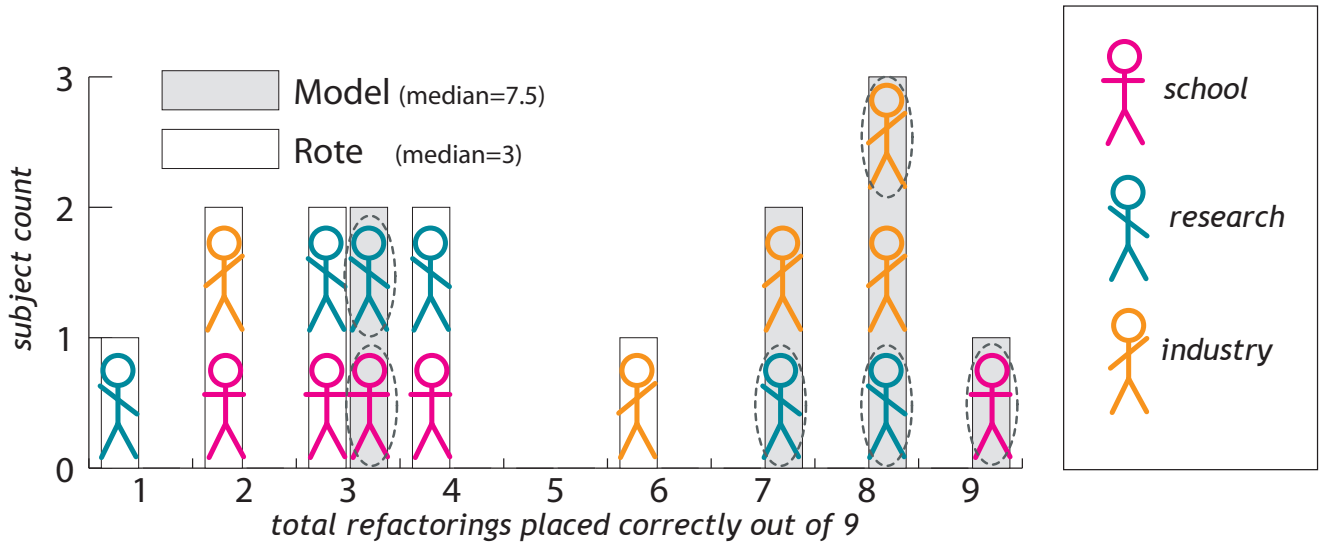 3
Model (median=7.5)
Rote (median=3)
2
1
0
subject count
1 2 3 4 5 6 7 8 9
total refactorings placed correctly out of 9
school
research
industry